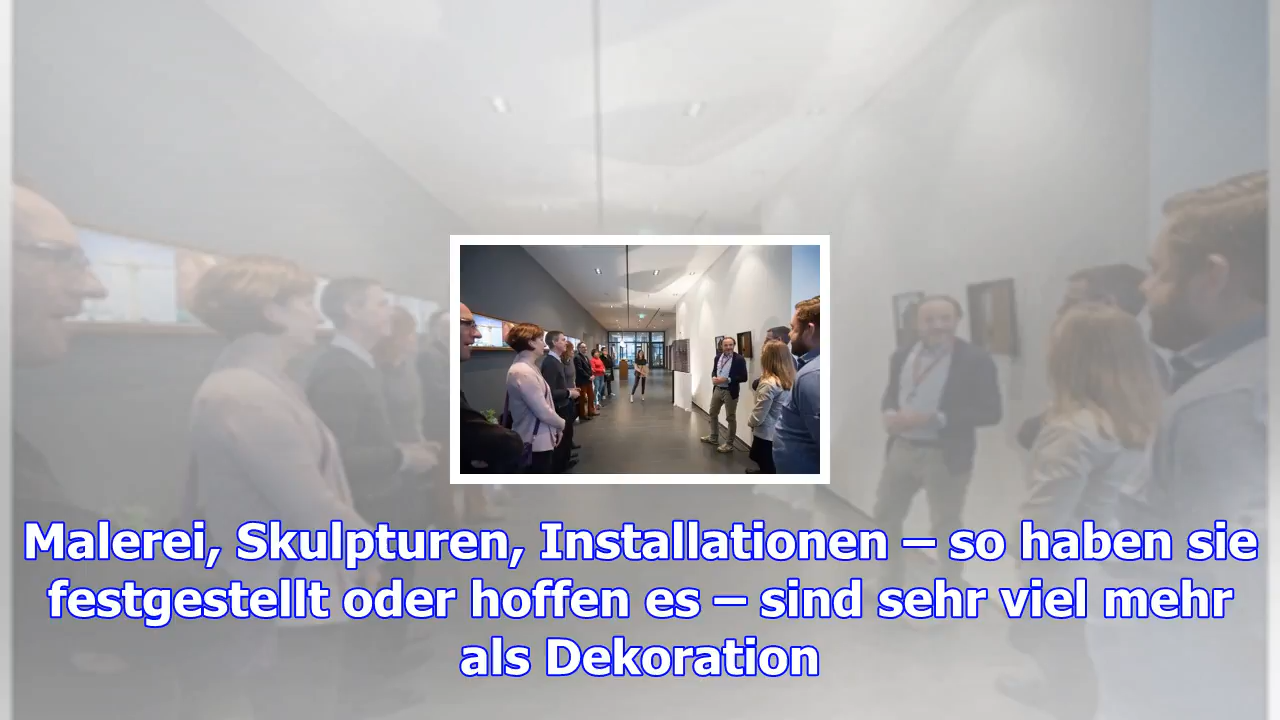 Malerei, Skulpturen, Installationen – so haben sie
festgestellt oder hoffen es – sind sehr viel mehr
als Dekoration